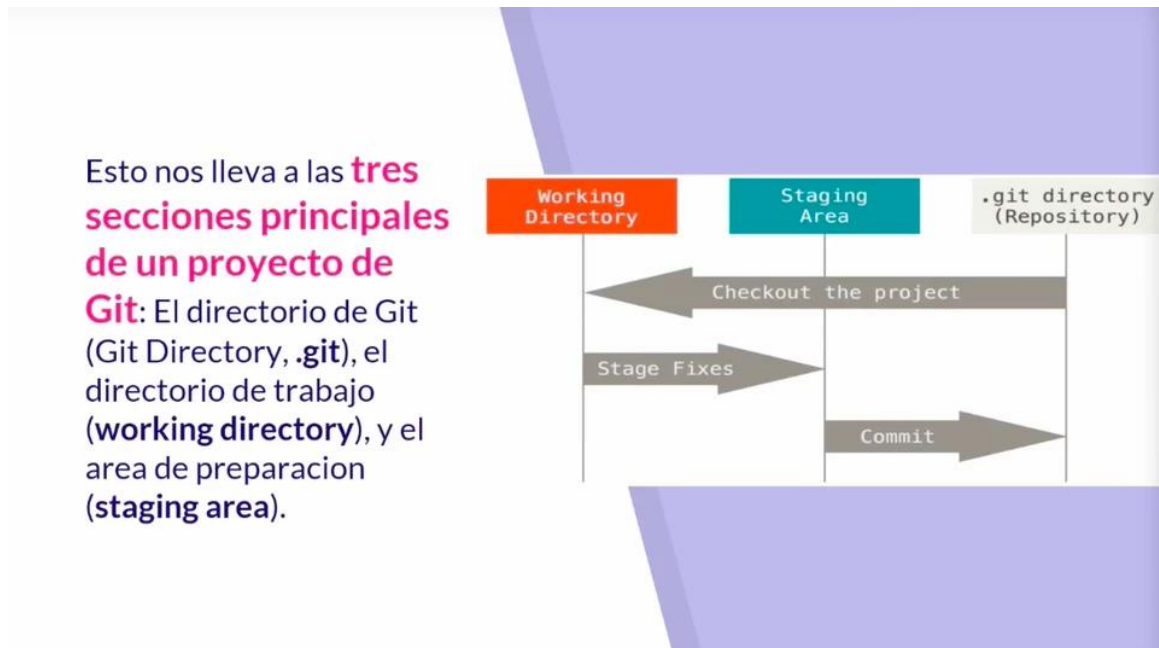 Esto nos lleva a las tres
secciones principales
de un proyecto de
Git: El directorio de Git
(Git Directory, .git), el
directorio de trabajo
(working directory), y el
area de preparacion
(staging area).
Working
Directory
Staging
Area
.git directory
(Repository)
Checkout the project
Stage Fixes
Commit